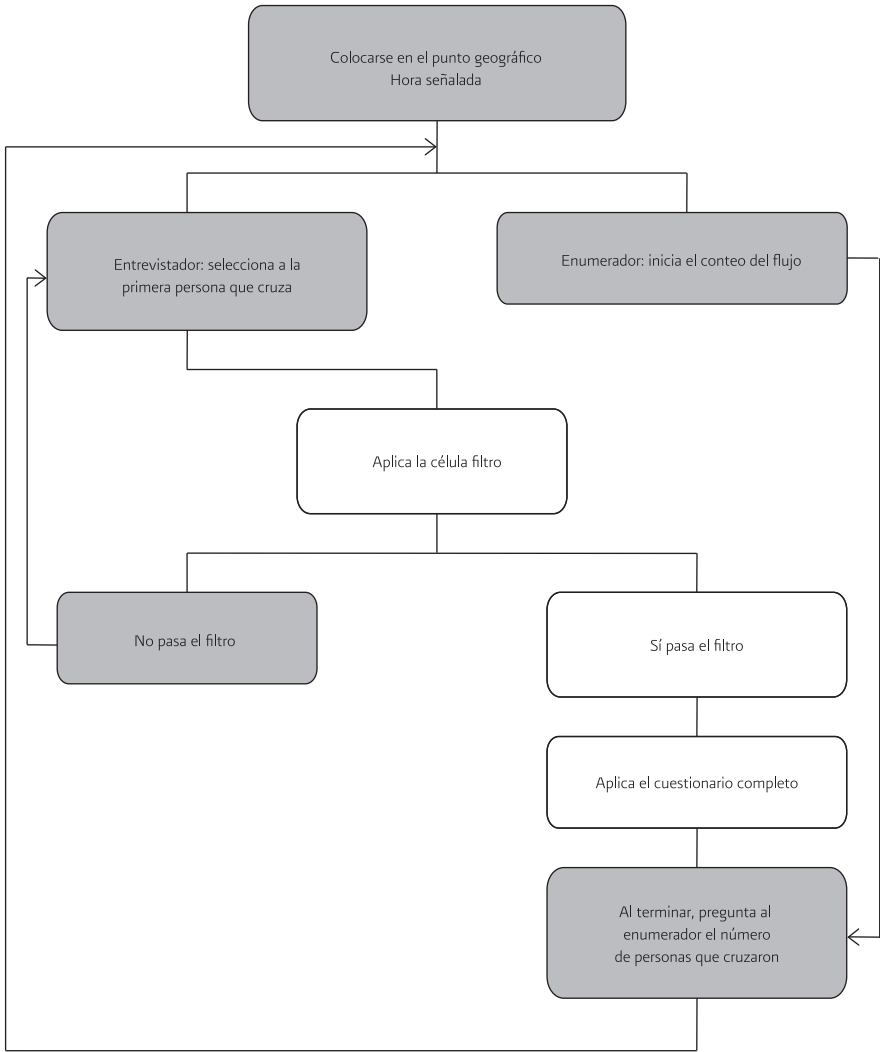 Colocarse en el punto geográfico
Hora señalada
Entrevistador: selecciona a la
primera persona que cruza
Enumerador: inicia el conteo del flujo
Aplica la célula filtro
No pasa el filtro
Sí pasa el filtro
Aplica el cuestionario completo
Al terminar, pregunta al
enumerador el número
de personas que cruzaron